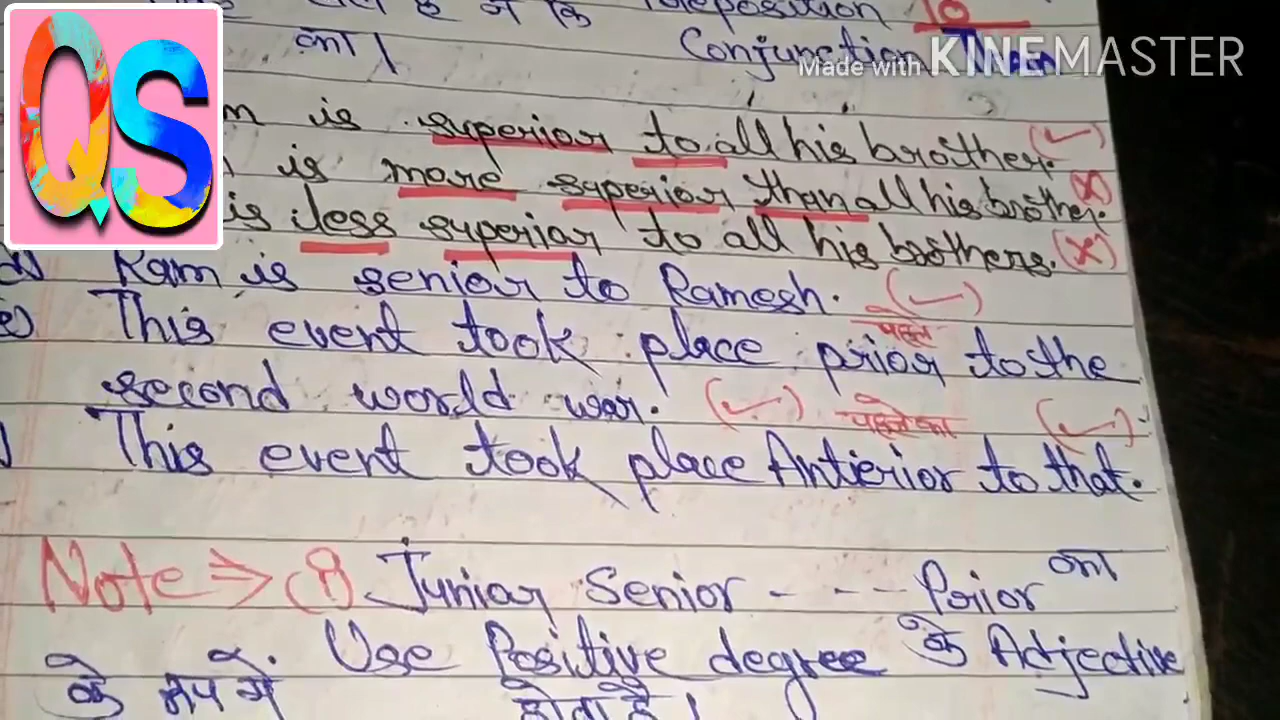 है न कि Preposition To
का । Conjunction Than
Made with KINEMASTER
QS
m is superior to all his brother. (✓)
is more superior than all his brother. (X)
is less superior to all his brothers. (X)
d) Ram is senior to Ramesh. (✓)
पहले
e) This event took place prior to the
second world war. (✓) पहले का (✓)
This event took place Anterior to that.
Note ⇒ (i) Junior Senior - - - Prior का
Use Positive degree के Adjective
के रूप में होता है ।